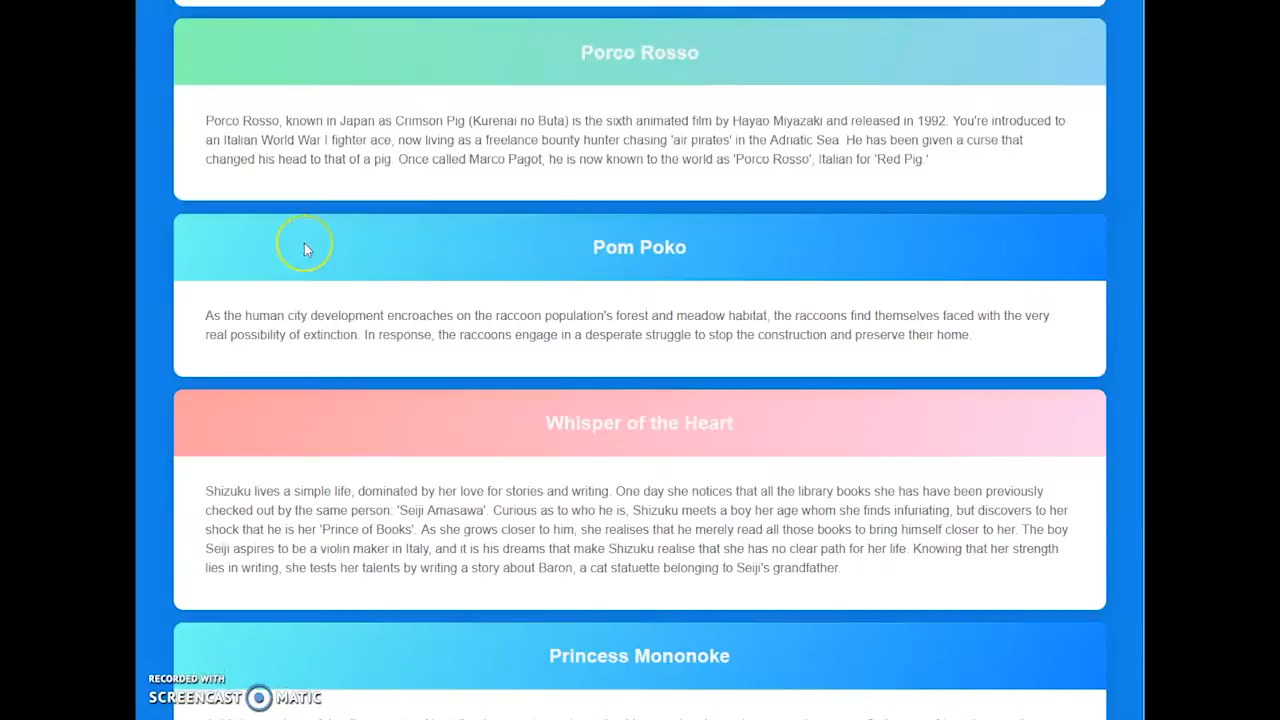 Porco Rosso
Porco Rosso, known in Japan as Crimson Pig (Kurenai no Buta) is the sixth animated film by Hayao Miyazaki and released in 1992. You're introduced to
an Italian World War I fighter ace, now living as a freelance bounty hunter chasing 'air pirates' in the Adriatic Sea. He has been given a curse that
changed his head to that of a pig. Once called Marco Pagot, he is now known to the world as 'Porco Rosso', Italian for 'Red Pig.'
Pom Poko
As the human city development encroaches on the raccoon population's forest and meadow habitat, the raccoons find themselves faced with the very
real possibility of extinction. In response, the raccoons engage in a desperate struggle to stop the construction and preserve their home.
Whisper of the Heart
Shizuku lives a simple life, dominated by her love for stories and writing. One day she notices that all the library books she has have been previously
checked out by the same person: 'Seiji Amasawa'. Curious as to who he is, Shizuku meets a boy her age whom she finds infuriating, but discovers to her
shock that he is her 'Prince of Books'. As she grows closer to him, she realises that he merely read all those books to bring himself closer to her. The boy
Seiji aspires to be a violin maker in Italy, and it is his dreams that make Shizuku realise that she has no clear path for her life. Knowing that her strength
lies in writing, she tests her talents by writing a story about Baron, a cat statuette belonging to Seiji's grandfather.
Princess Mononoke
RECORDED WITH
SCREENCAST MATIC